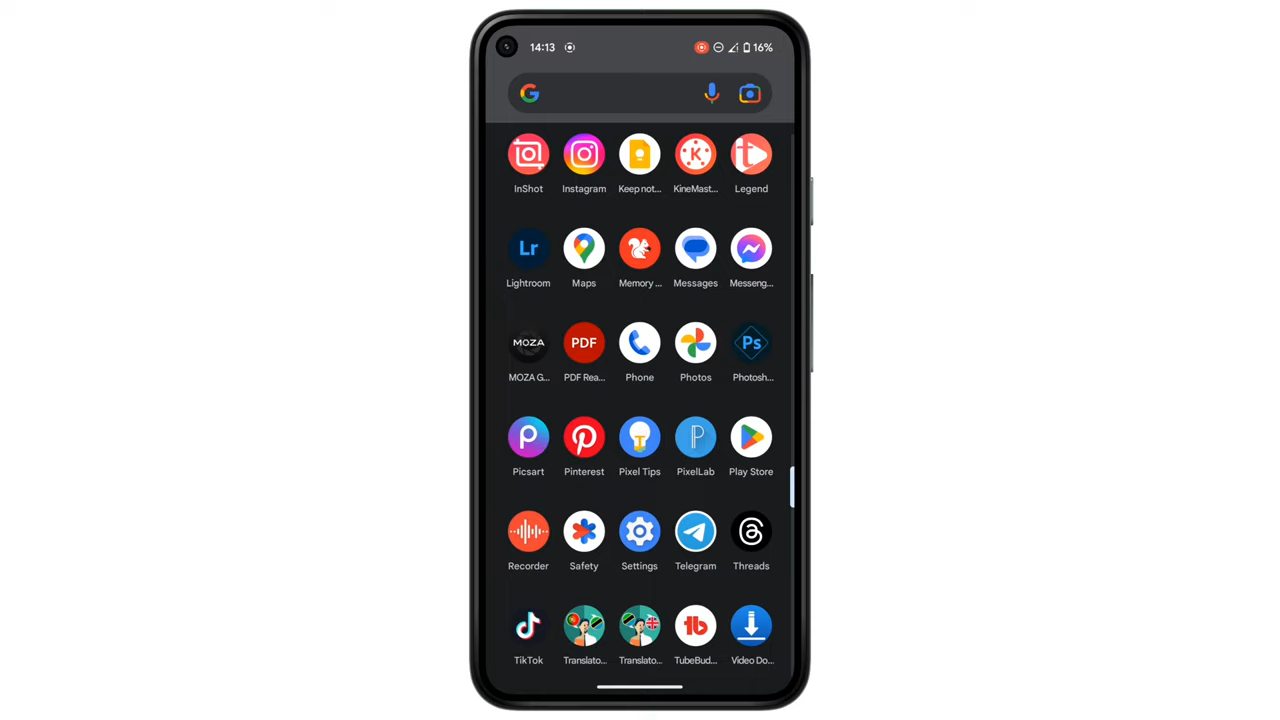 14:13 16%
InShot Instagram Keep not... KineMast... Legend
Lr
Lightroom Maps Memory ... Messages Messeng...
MOZA PDF Ps
MOZA G... PDF Rea... Phone Photos Photosh...
Picsart Pinterest Pixel Tips PixelLab Play Store
Recorder Safety Settings Telegram Threads
TikTok Translato... Translato... TubeBud... Video Do...